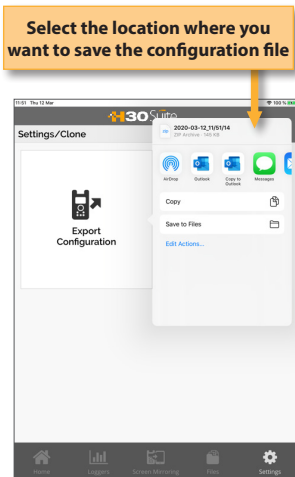 Select the location where you
want to save the configuration file
11:51 Thu 12 Mar
100 %
H30 Suite
Settings/Clone
2020-03-12_11/51/14
ZIP Archive · 145 KB
AirDrop
Outlook
Copy to
Outlook
Messages
Copy
Save to Files
Edit Actions...
Export
Configuration
Home
Loggers
Screen Mirroring
Files
Settings